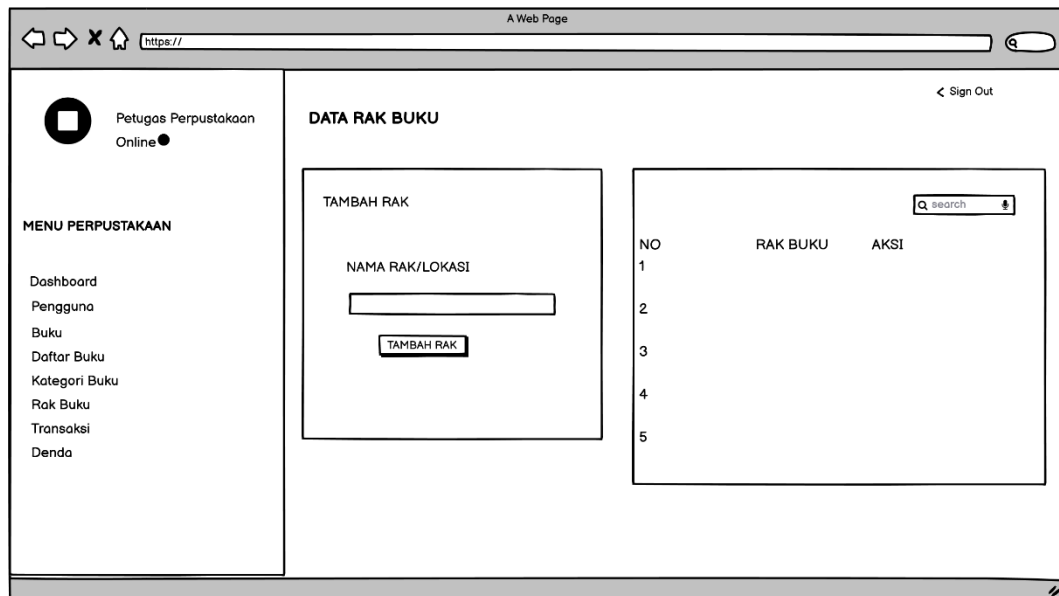 A Web Page
https://
Petugas Perpustakaan
Online
MENU PERPUSTAKAAN
Dashboard
Pengguna
Buku
Daftar Buku
Kategori Buku
Rak Buku
Transaksi
Denda
Sign Out
DATA RAK BUKU
TAMBAH RAK
NAMA RAK/LOKASI
TAMBAH RAK
search
NO RAK BUKU AKSI
1
2
3
4
5